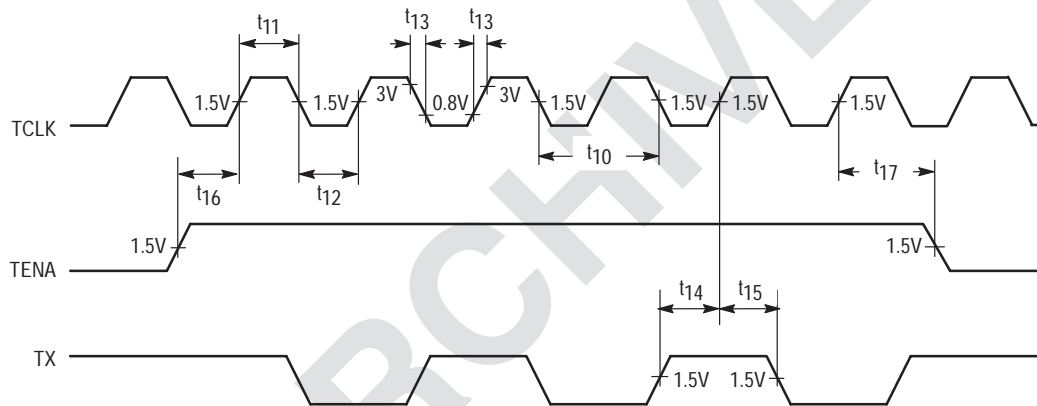 t11
t13
t13
TCLK
1.5V
1.5V
3V
0.8V
3V
1.5V
1.5V
1.5V
1.5V
t16
t12
t10
t17
TENA
1.5V
1.5V
t14
t15
TX
1.5V
1.5V
ARCHIVE